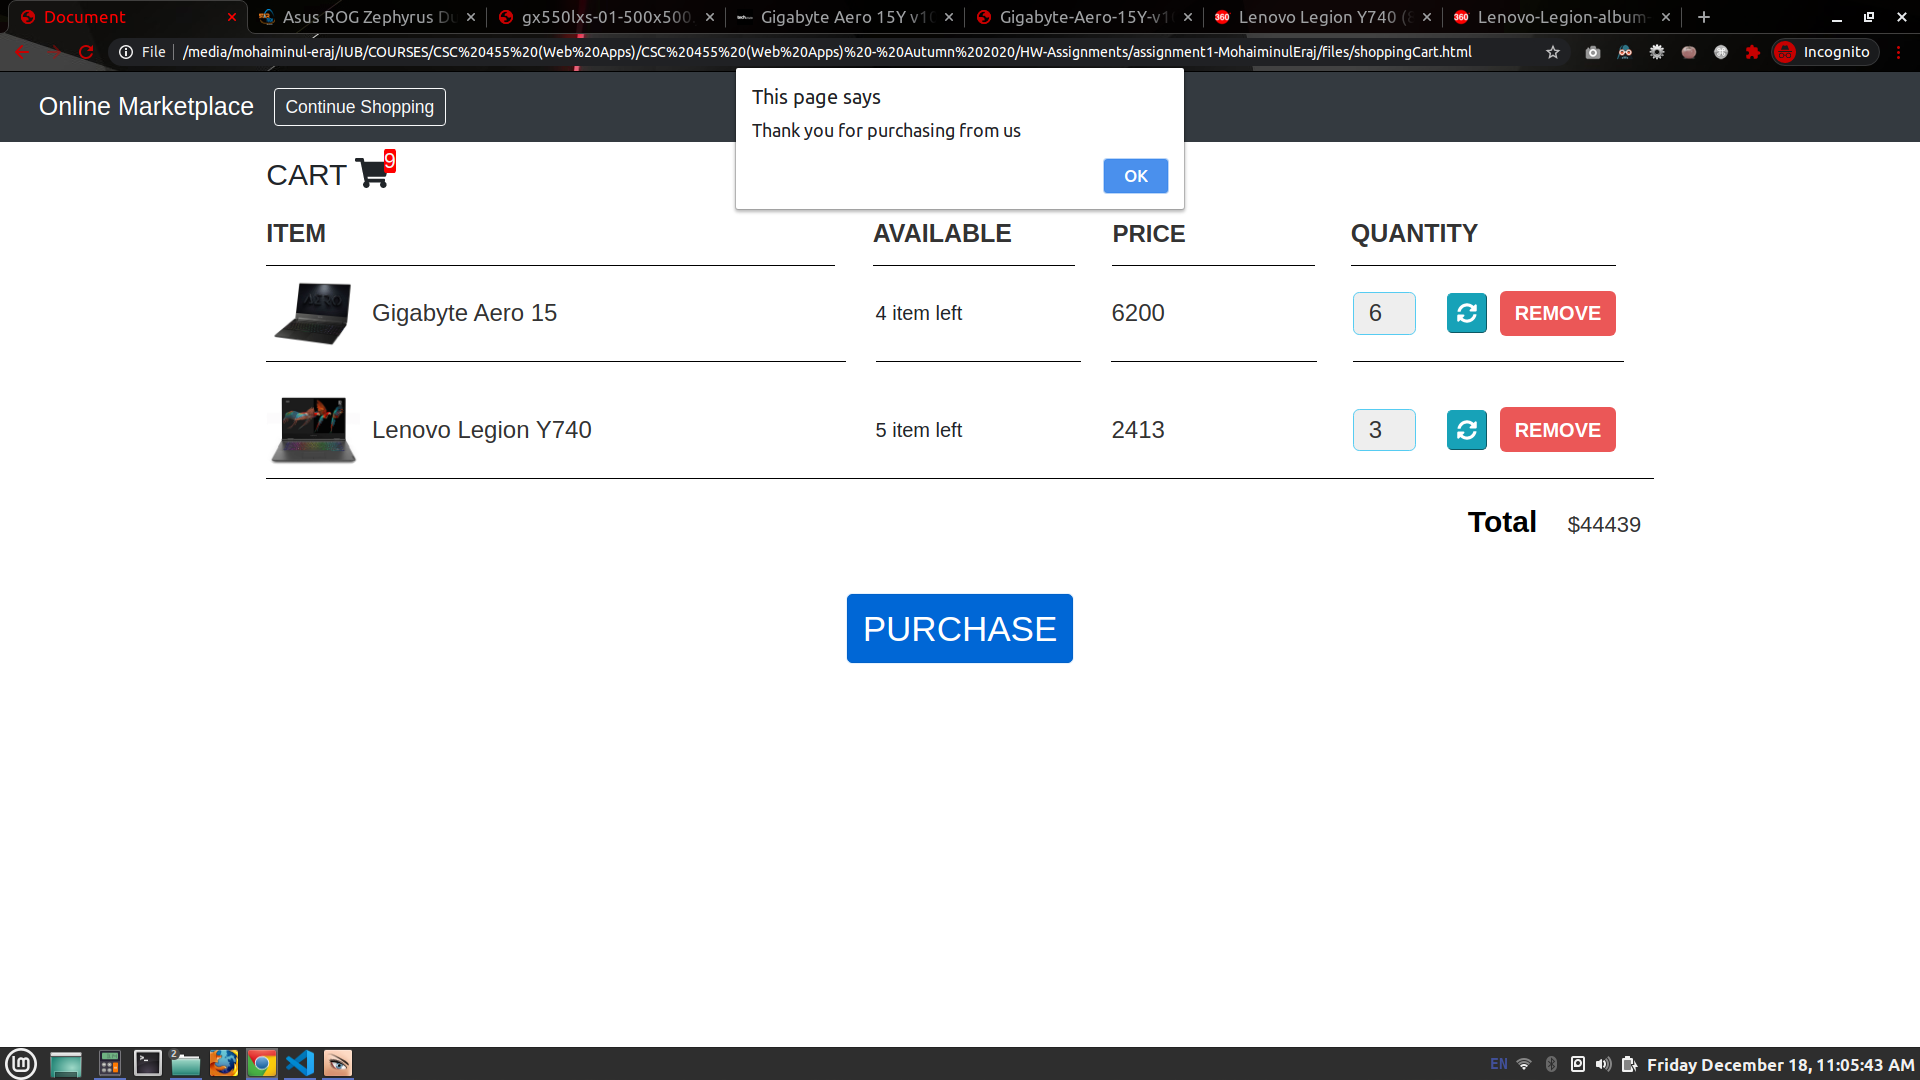 Document
Asus ROG Zephyrus Du
gx550lxs-01-500x500.
Gigabyte Aero 15Y v10
Gigabyte-Aero-15Y-v1
Lenovo Legion Y740 (8
Lenovo-Legion-album-
File
/media/mohaiminul-eraj/IUB/COURSES/CSC%20455%20(Web%20Apps)/CSC%20455%20(Web%20Apps)%20-%20Autumn%202020/HW-Assignments/assignment1-MohaiminulEraj/files/shoppingCart.html
Incognito
Online Marketplace
Continue Shopping
This page says
Thank you for purchasing from us
OK
CART 9
ITEM AVAILABLE PRICE QUANTITY
Gigabyte Aero 15 4 item left 6200 6 REMOVE
Lenovo Legion Y740 5 item left 2413 3 REMOVE
Total $44439
PURCHASE
2
EN
Friday December 18, 11:05:43 AM